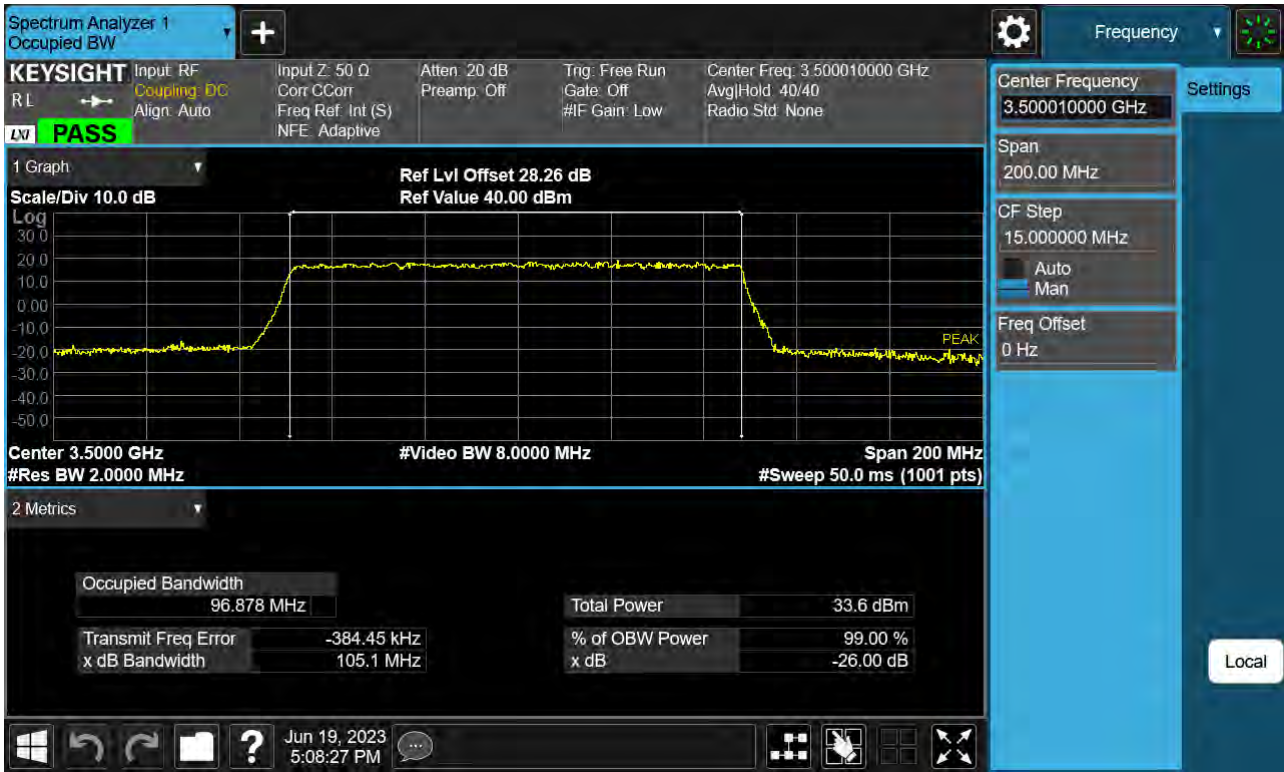 Spectrum Analyzer 1
Occupied BW
+
Frequency
KEYSIGHT
RL
LXI
PASS
Input: RF
Coupling: DC
Align: Auto
Input Z: 50 Ω
Corr CCorr
Freq Ref: Int (S)
NFE: Adaptive
Atten: 20 dB
Preamp: Off
Trig: Free Run
Gate: Off
#IF Gain: Low
Center Freq: 3.500010000 GHz
Avg|Hold: 40/40
Radio Std: None
Center Frequency
3.500010000 GHz
Settings
Span
200.00 MHz
CF Step
15.000000 MHz
Auto
Man
Freq Offset
0 Hz
Local
1 Graph
Scale/Div 10.0 dB
Ref Lvl Offset 28.26 dB
Ref Value 40.00 dBm
Log
30.0
20.0
10.0
0.00
-10.0
-20.0
-30.0
-40.0
-50.0
PEAK
Center 3.5000 GHz
#Video BW 8.0000 MHz
Span 200 MHz
#Res BW 2.0000 MHz
#Sweep 50.0 ms (1001 pts)
2 Metrics
Occupied Bandwidth
96.878 MHz
Total Power 33.6 dBm
Transmit Freq Error -384.45 kHz
% of OBW Power 99.00 %
x dB Bandwidth 105.1 MHz
x dB -26.00 dB
?
Jun 19, 2023
5:08:27 PM